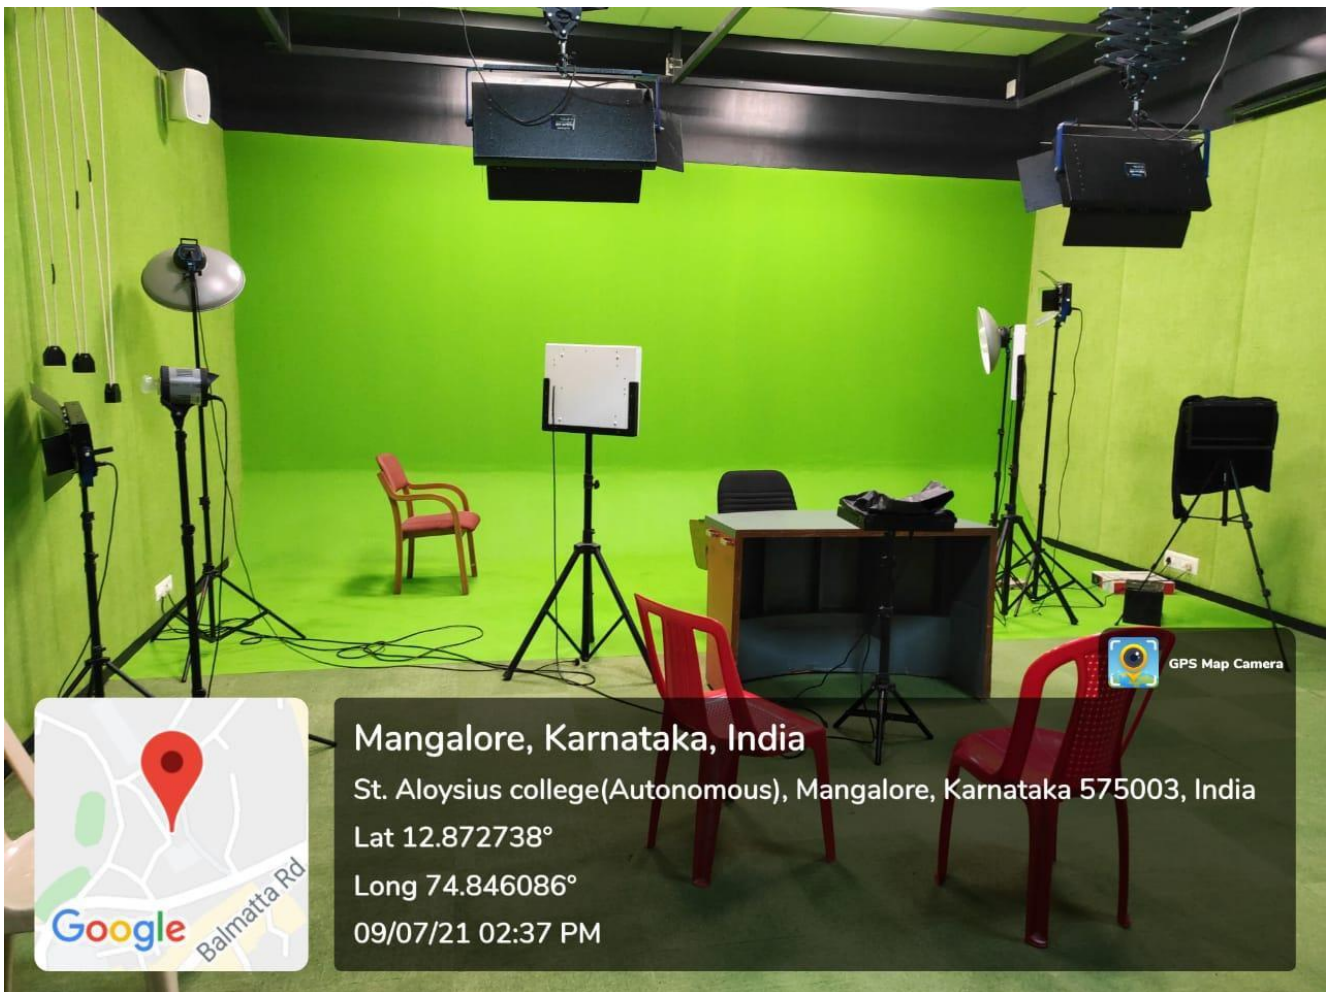 GPS Map Camera
Mangalore, Karnataka, India
St. Aloysius college(Autonomous), Mangalore, Karnataka 575003, India
Lat 12.872738°
Long 74.846086°
09/07/21 02:37 PM
Google
Balmatta Rd